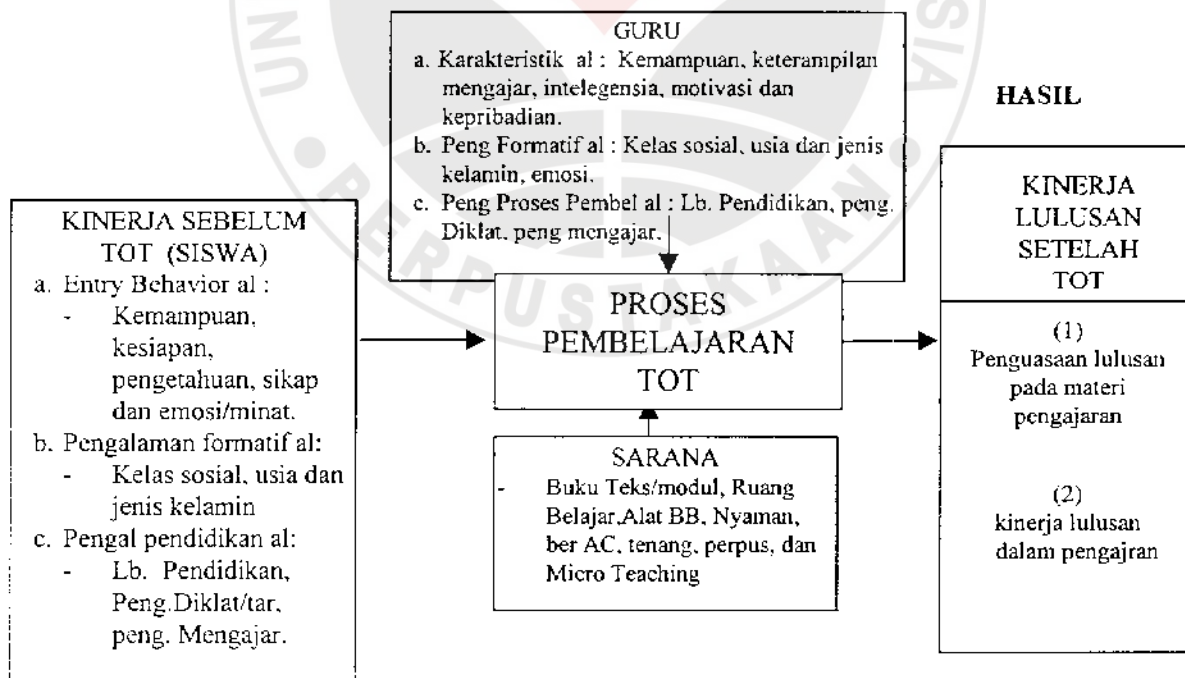 GURU
a. Karakteristik al : Kemampuan, keterampilan
mengajar, intelegensia, motivasi dan
kepribadian.
b. Peng Formatif al : Kelas sosial, usia dan jenis
kelamin, emosi.
c. Peng Proses Pembel al : Lb. Pendidikan, peng.
Diklat, peng mengajar.
HASIL
KINERJA SEBELUM
TOT (SISWA)
a. Entry Behavior al :
- Kemampuan,
kesiapan,
pengetahuan, sikap
dan emosi/minat.
b. Pengalaman formatif al:
- Kelas sosial, usia dan
jenis kelamin
c. Pengal pendidikan al:
- Lb. Pendidikan,
Peng.Diklat/tar,
peng. Mengajar.
PROSES
PEMBELAJARAN
TOT
SARANA
- Buku Teks/modul, Ruang
Belajar,Alat BB, Nyaman,
ber AC, tenang, perpus, dan
Micro Teaching
KINERJA
LULUSAN
SETELAH
TOT
(1)
Penguasaan lulusan
pada materi
pengajaran
(2)
kinerja lulusan
dalam pengajran
UN
SIA
PERPUSTAKAAN